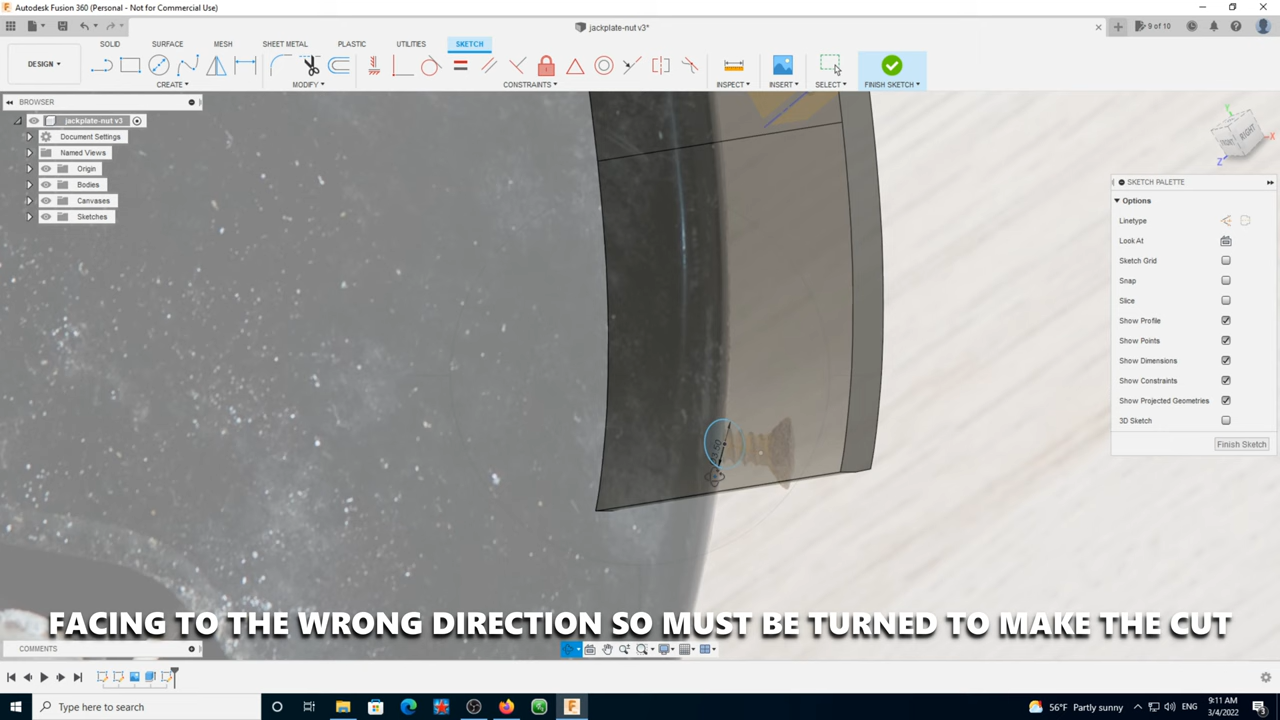 Autodesk Fusion 360 (Personal - Not for Commercial Use)
jackplate-nut v3*
9 of 10
SOLID
SURFACE
MESH
SHEET METAL
PLASTIC
UTILITIES
SKETCH
DESIGN
CREATE
MODIFY
CONSTRAINTS
INSPECT
INSERT
SELECT
FINISH SKETCH
BROWSER
jackplate-nut v3
Document Settings
Named Views
Origin
Bodies
Canvases
Sketches
Y
FRONT
RIGHT
X
Z
SKETCH PALETTE
Options
Linetype
Look At
Sketch Grid
Snap
Slice
Show Profile
Show Points
Show Dimensions
Show Constraints
Show Projected Geometries
3D Sketch
Finish Sketch
FACING TO THE WRONG DIRECTION SO MUST BE TURNED TO MAKE THE CUT
COMMENTS
Type here to search
56°F Partly sunny
ENG
9:11 AM
3/4/2022
3